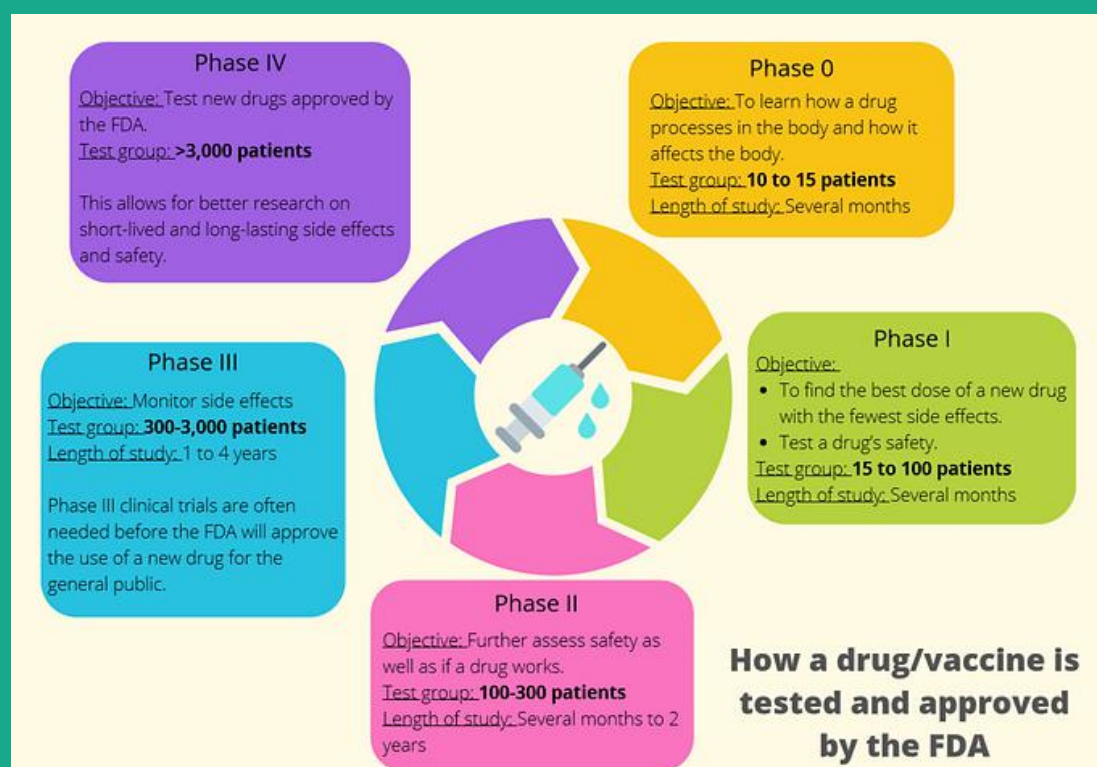 Phase IV
Objective: Test new drugs approved by
the FDA.
Test group: >3,000 patients
This allows for better research on
short-lived and long-lasting side effects
and safety.
Phase 0
Objective: To learn how a drug
processes in the body and how it
affects the body.
Test group: 10 to 15 patients
Length of study: Several months
Phase I
Objective:
• To find the best dose of a new drug
with the fewest side effects.
• Test a drug's safety.
Test group: 15 to 100 patients
Length of study: Several months
Phase III
Objective: Monitor side effects
Test group: 300-3,000 patients
Length of study: 1 to 4 years
Phase III clinical trials are often
needed before the FDA will approve
the use of a new drug for the
general public.
Phase II
Objective: Further assess safety as
well as if a drug works.
Test group: 100-300 patients
Length of study: Several months to 2
years
How a drug/vaccine is
tested and approved
by the FDA